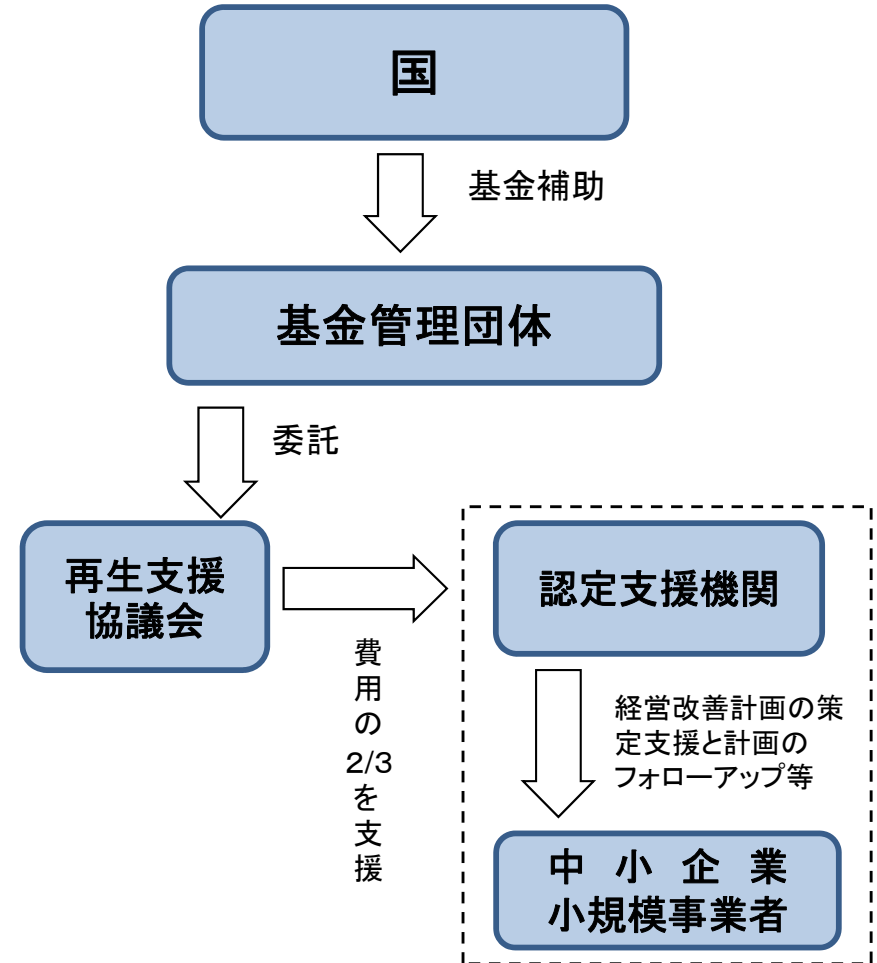 国
基金補助
基金管理団体
委託
再生支援
協議会
費用の2/3を支援
認定支援機関
経営改善計画の策
定支援と計画の
フォローアップ等
中小企業
小規模事業者